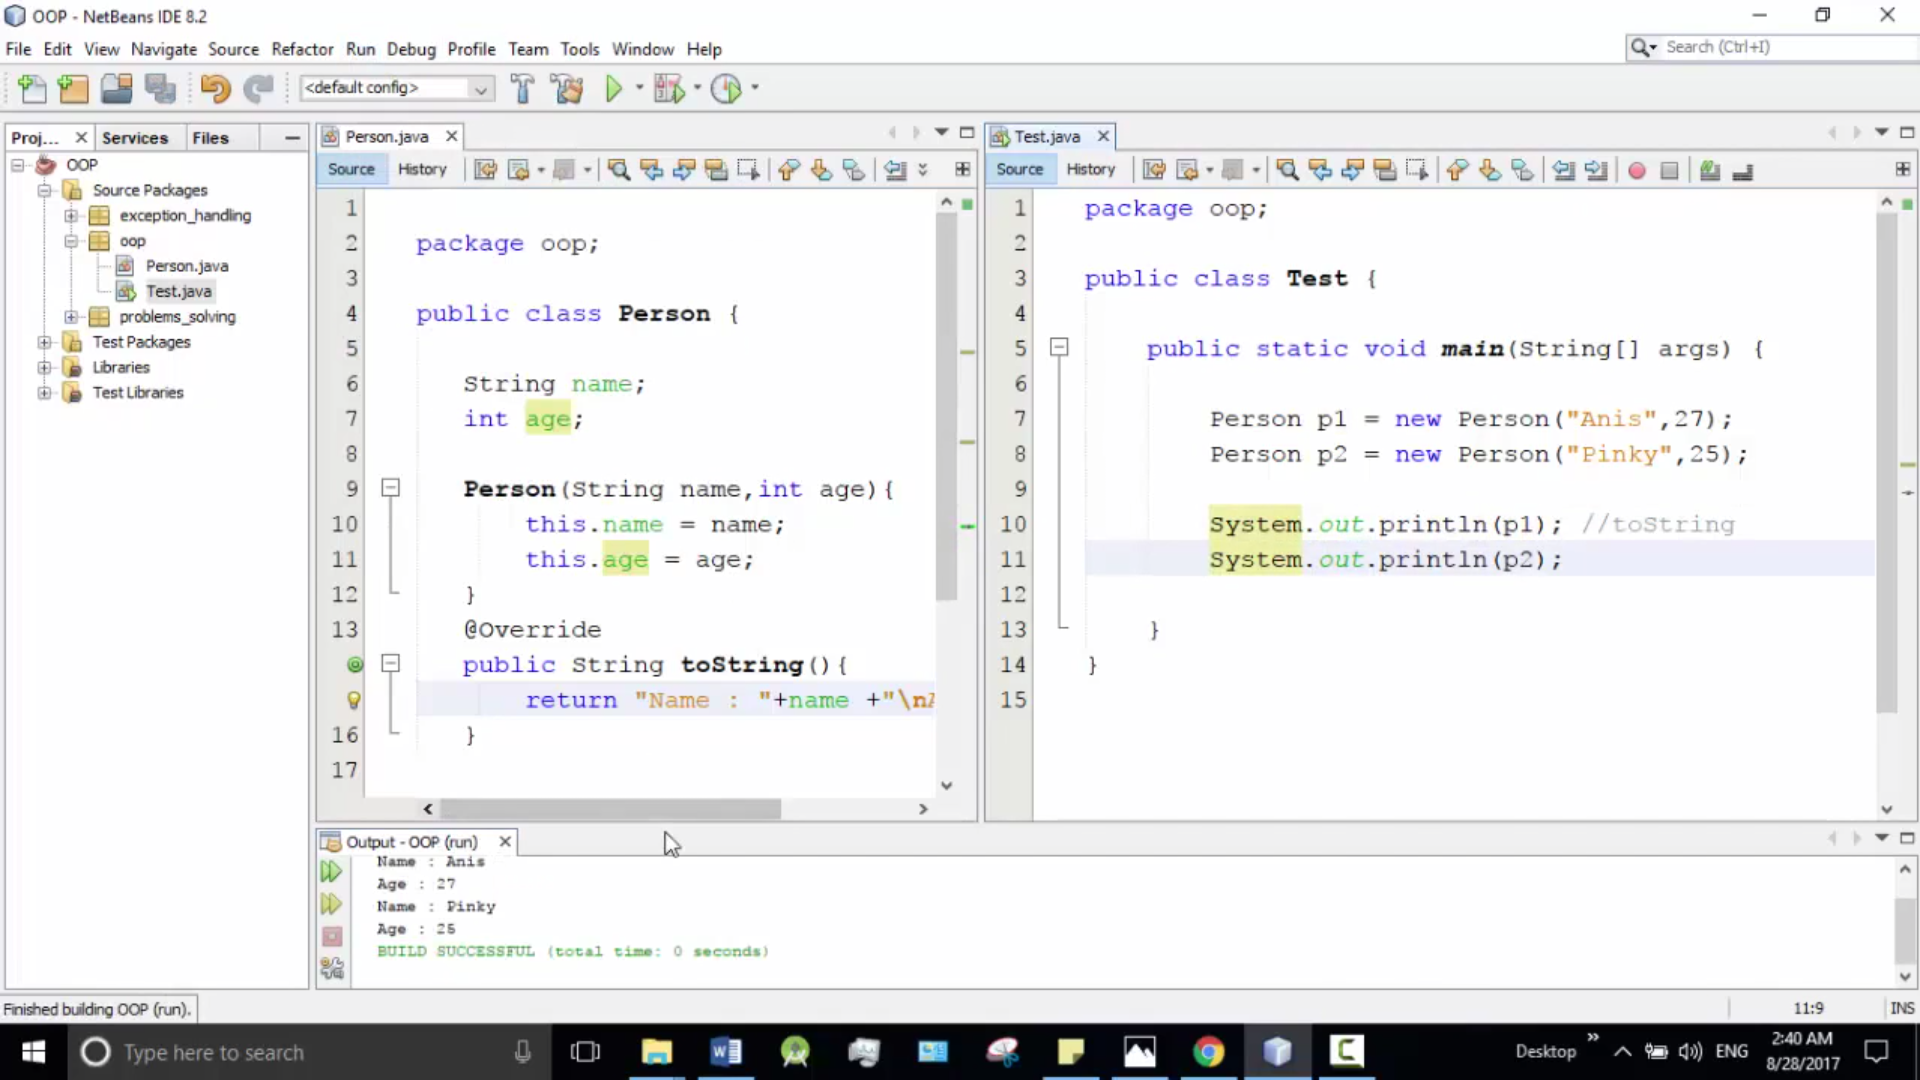 OOP - NetBeans IDE 8.2
File Edit View Navigate Source Refactor Run Debug Profile Team Tools Window Help
Search (Ctrl+I)
<default config>
Proj... Services Files
OOP
Source Packages
exception_handling
oop
Person.java
Test.java
problems_solving
Test Packages
Libraries
Test Libraries
Person.java
Source History
1
2 package oop;
3
4 public class Person {
5
6 String name;
7 int age;
8
9 Person(String name,int age){
10 this.name = name;
11 this.age = age;
12 }
13 @Override
public String toString(){
return "Name : "+name +"\nA
16 }
17
Test.java
Source History
1 package oop;
2
3 public class Test {
4
5 public static void main(String[] args) {
6
7 Person p1 = new Person("Anis",27);
8 Person p2 = new Person("Pinky",25);
9
10 System.out.println(p1); //toString
11 System.out.println(p2);
12
13 }
14 }
15
Output - OOP (run)
Name : Anis
Age : 27
Name : Pinky
Age : 25
BUILD SUCCESSFUL (total time: 0 seconds)
Finished building OOP (run).
11:9 INS
Type here to search
Desktop
ENG
2:40 AM
8/28/2017